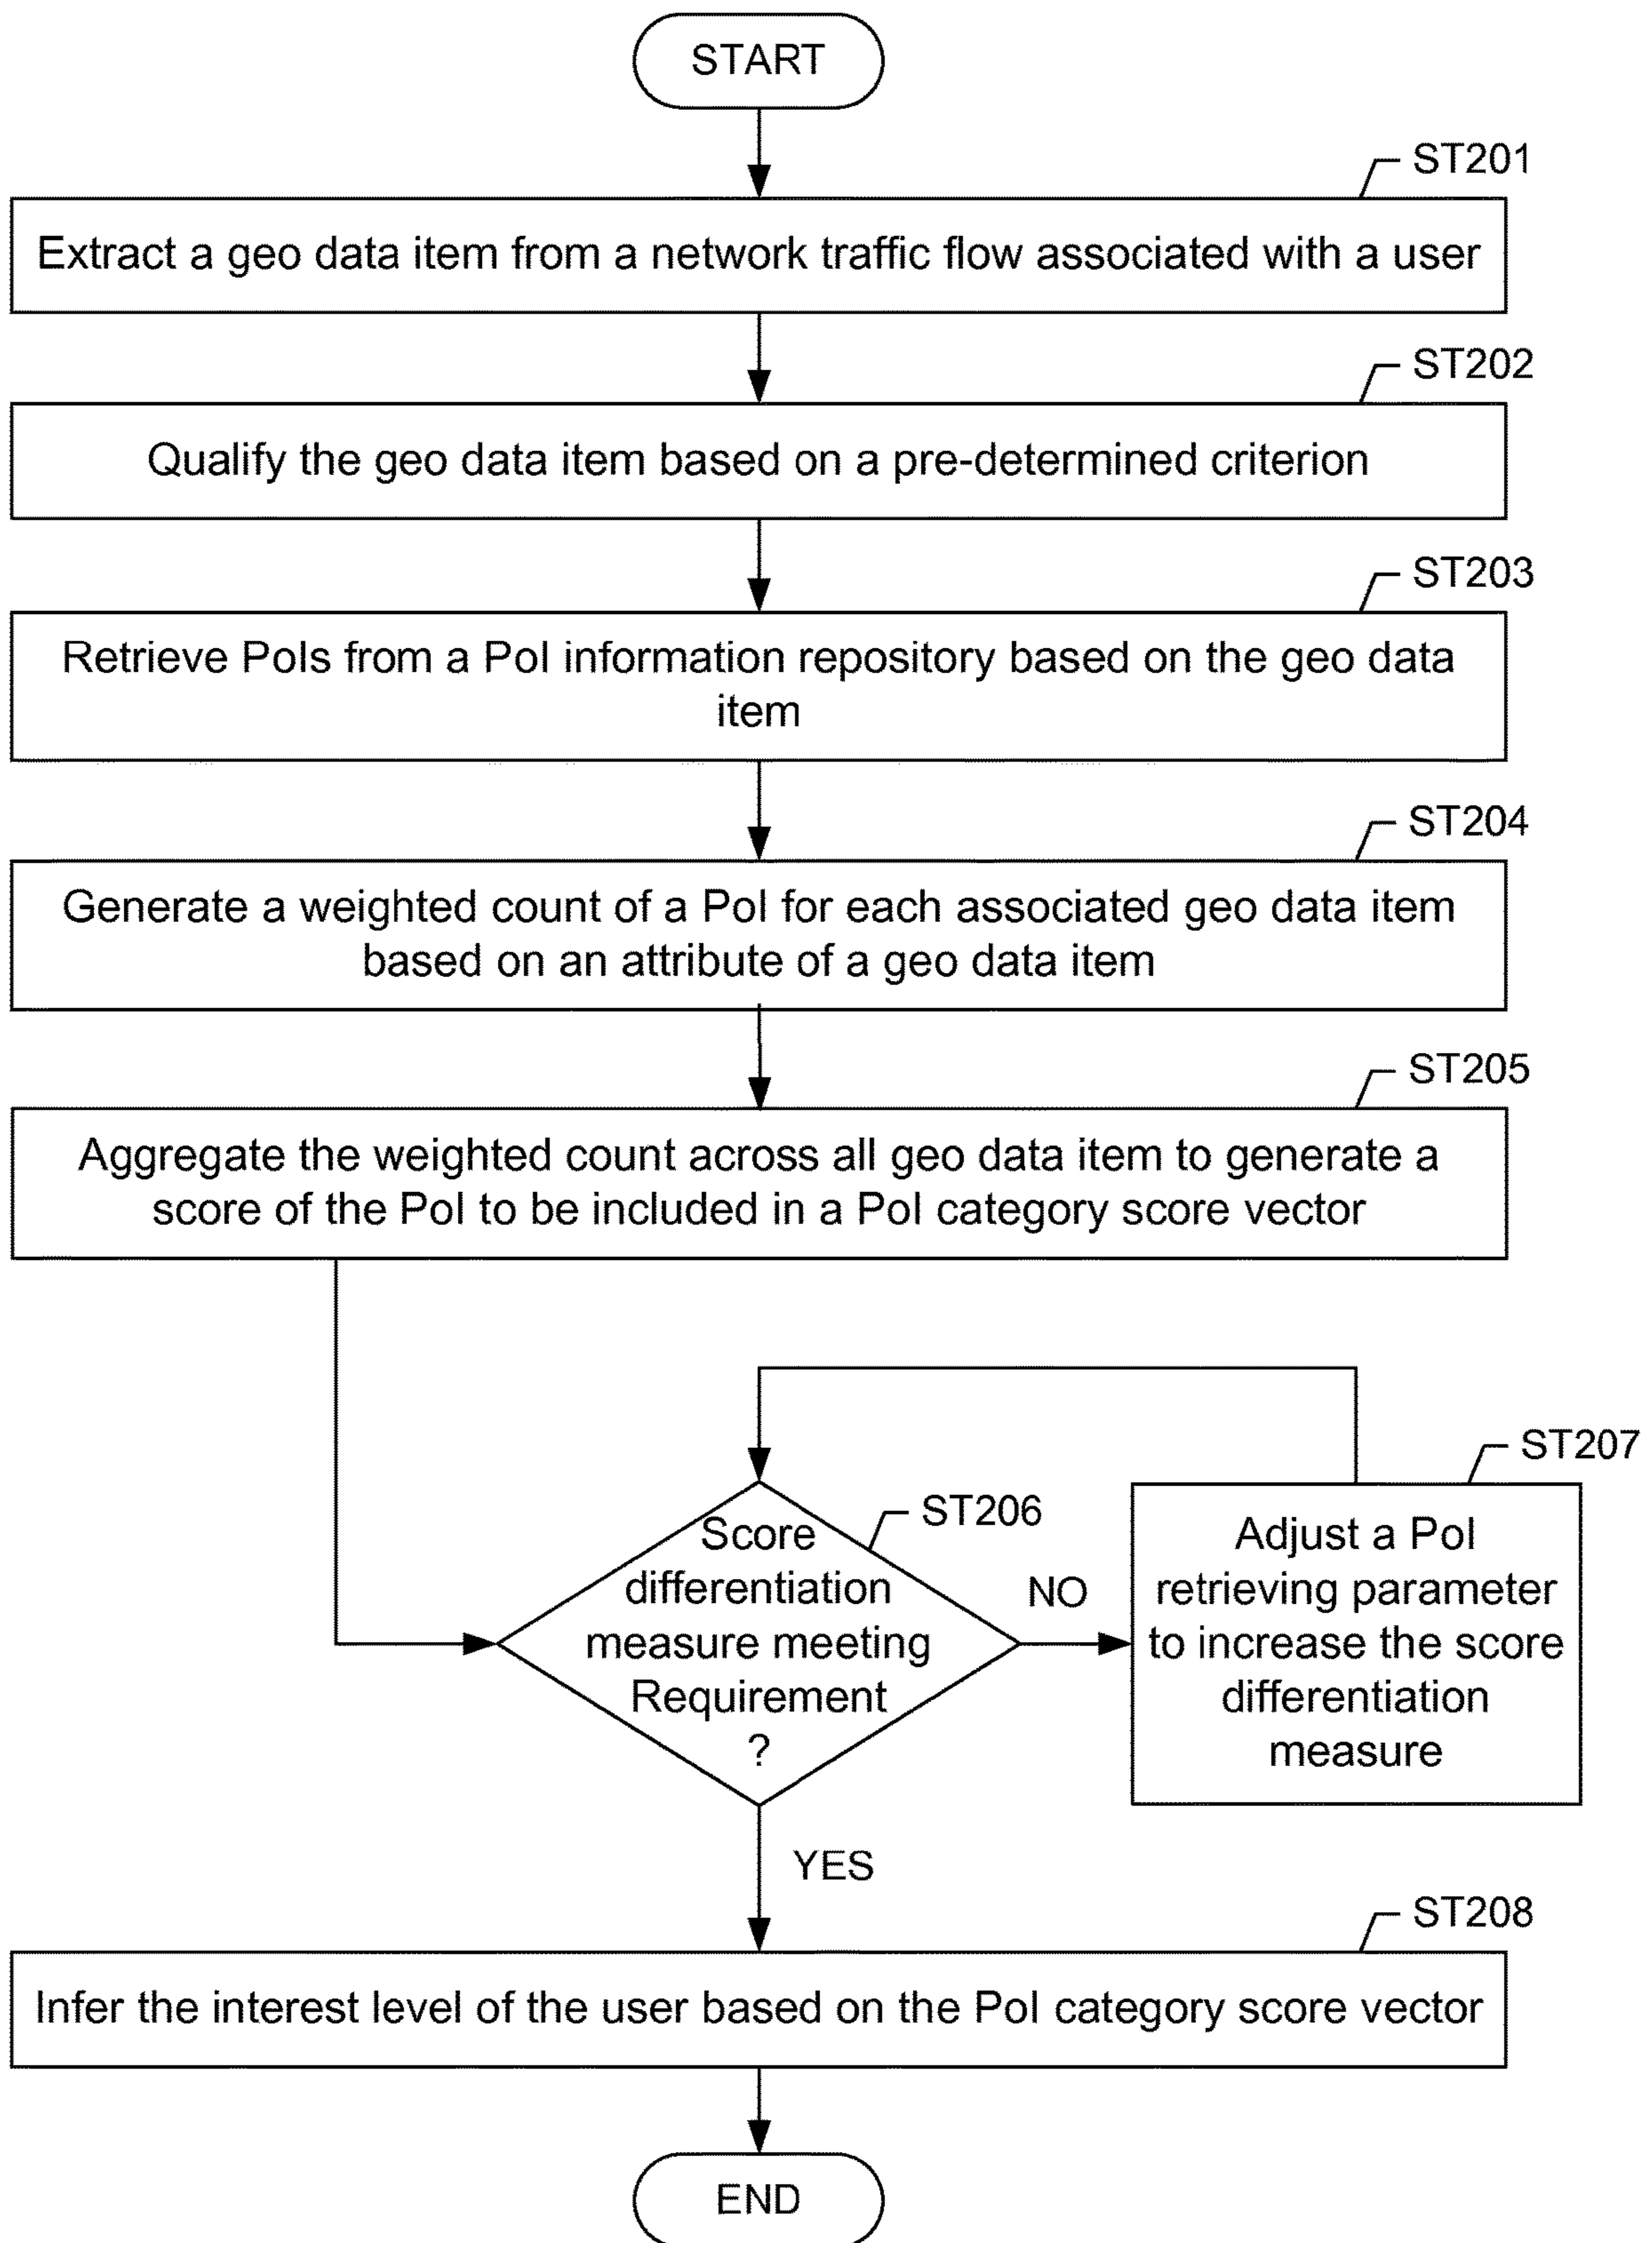 START
ST201
Extract a geo data item from a network traffic flow associated with a user
ST202
Qualify the geo data item based on a pre-determined criterion
ST203
Retrieve PoIs from a PoI information repository based on the geo data
item
ST204
Generate a weighted count of a PoI for each associated geo data item
based on an attribute of a geo data item
ST205
Aggregate the weighted count across all geo data item to generate a
score of the PoI to be included in a PoI category score vector
ST206
Score
differentiation
measure meeting
Requirement
?
NO
ST207
Adjust a PoI
retrieving parameter
to increase the score
differentiation
measure
YES
ST208
Infer the interest level of the user based on the PoI category score vector
END